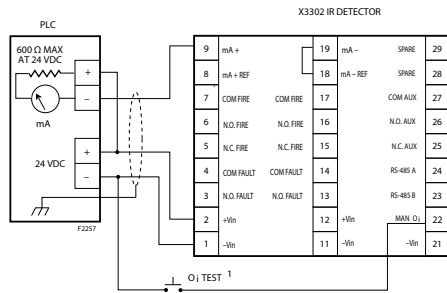 X3302 IR DETECTOR
PLC
600 Ω MAX
AT 24 VDC
+
–
mA
24 VDC
+
–
F2257
9 mA + 19 mA – SPARE 29
8 mA + REF 18 mA – REF SPARE 28
7 COM FIRE COM FIRE 17 COM AUX 27
6 N.O. FIRE N.O. FIRE 16 N.O. AUX 26
5 N.C. FIRE N.C. FIRE 15 N.C. AUX 25
4 COM FAULT COM FAULT 14 RS-485 A 24
3 N.O. FAULT N.O. FAULT 13 RS-485 B 23
2 +Vin 12 +Vin MAN Oi 22
1 –Vin 11 –Vin –Vin 21
Oi TEST 1